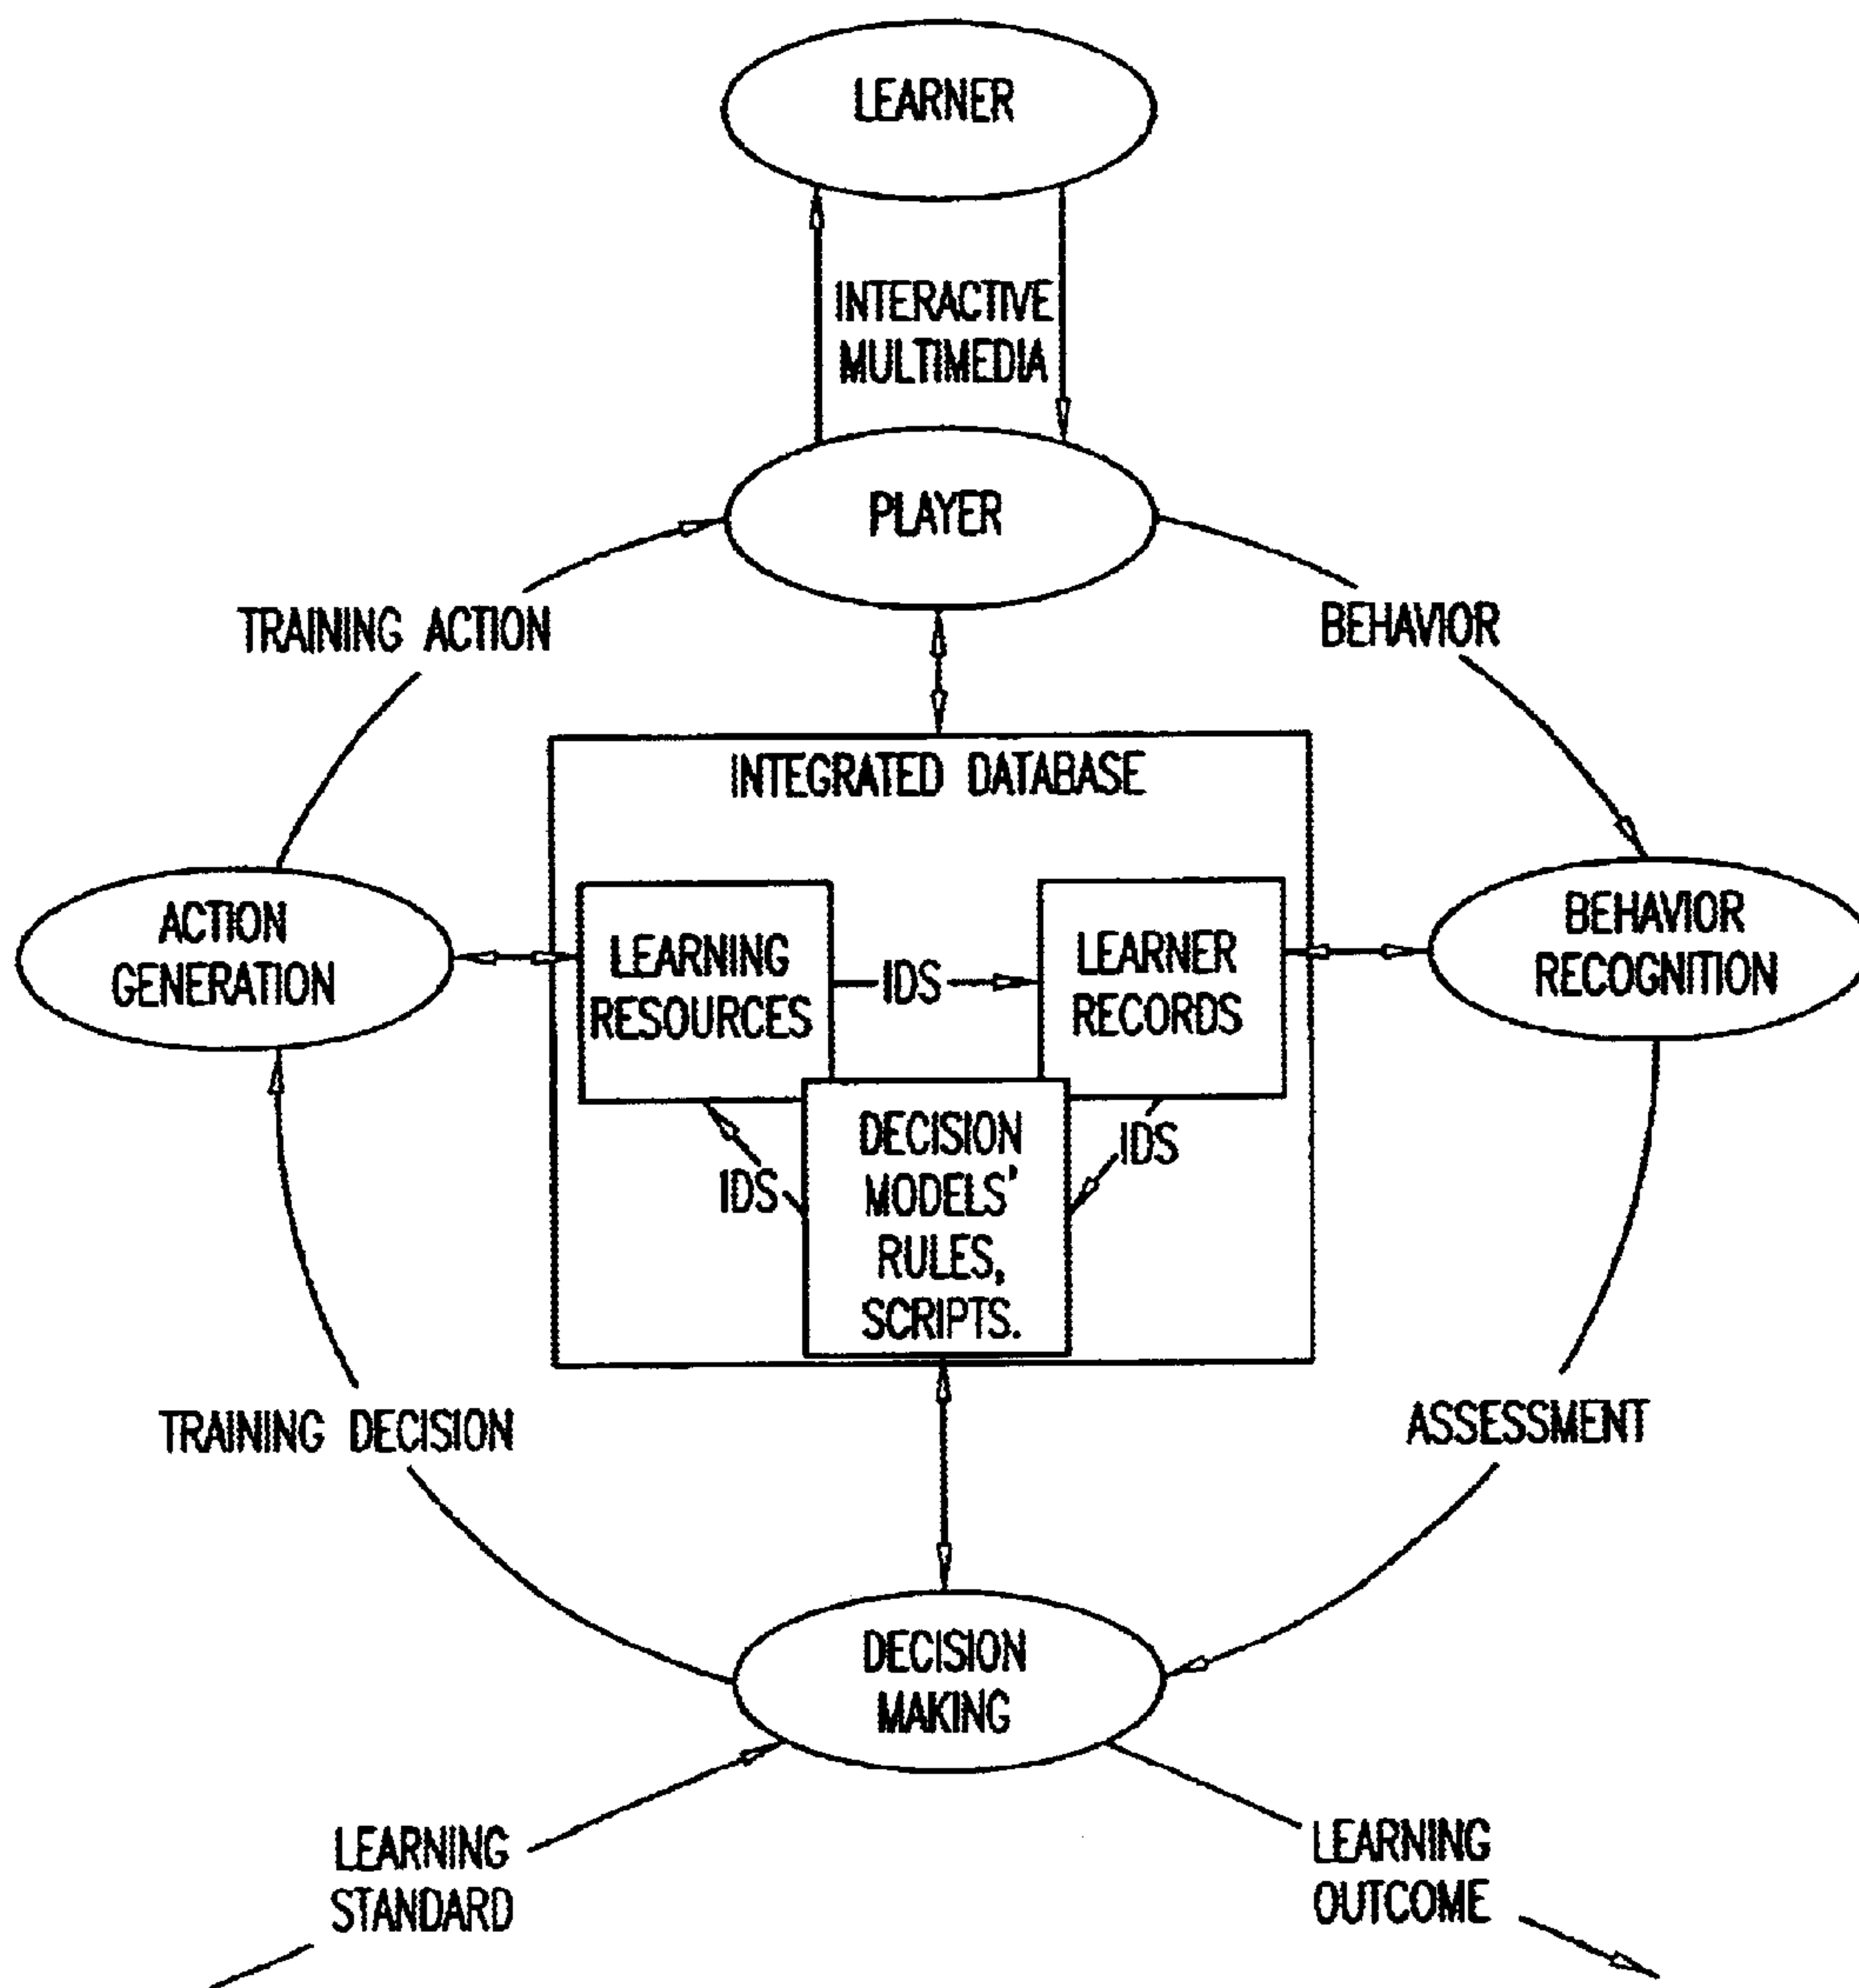 LEARNER
INTERACTIVE
MULTIMEDIA
PLAYER
TRAINING ACTION
BEHAVIOR
INTEGRATED DATABASE
ACTION
GENERATION
LEARNING
RESOURCES
IDS
LEARNER
RECORDS
BEHAVIOR
RECOGNITION
IDS
IDS
DECISION
MODELS'
RULES,
SCRIPTS.
TRAINING DECISION
ASSESSMENT
DECISION
MAKING
LEARNING
STANDARD
LEARNING
OUTCOME